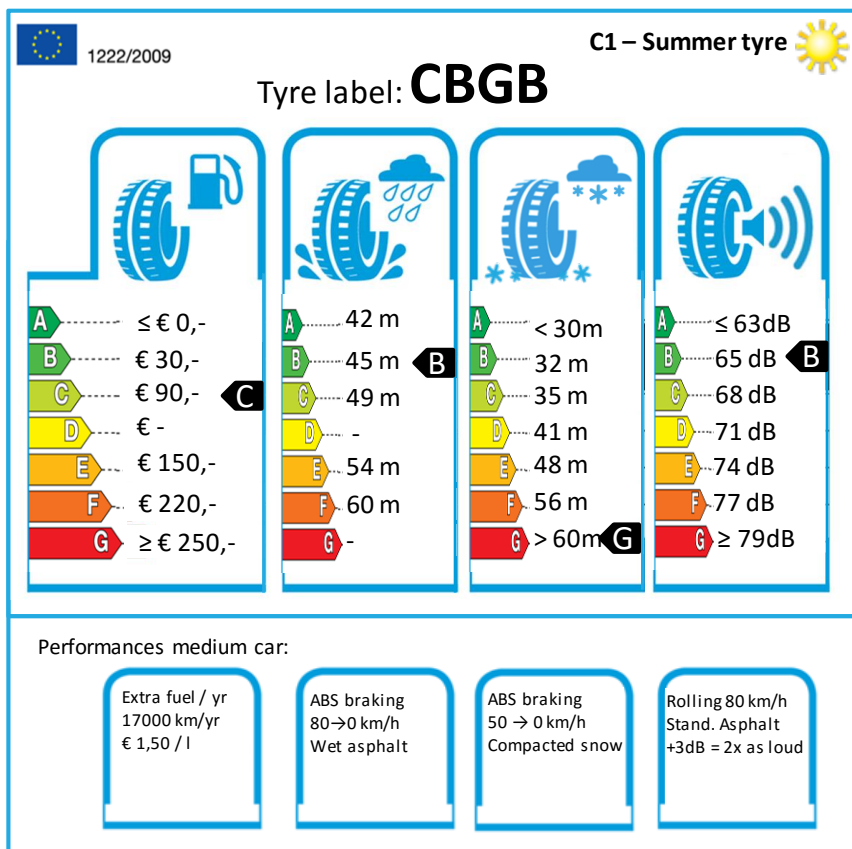 1222/2009
C1 – Summer tyre
Tyre label: CBGB
A ≤ € 0,-
B € 30,-
C € 90,- C
D € -
E € 150,-
F € 220,-
G ≥ € 250,-
A 42 m
B 45 m B
C 49 m
D -
E 54 m
F 60 m
G -
A < 30m
B 32 m
C 35 m
D 41 m
E 48 m
F 56 m
G > 60m G
A ≤ 63dB
B 65 dB B
C 68 dB
D 71 dB
E 74 dB
F 77 dB
G ≥ 79dB
Performances medium car:
Extra fuel / yr
17000 km/yr
€ 1,50 / l
ABS braking
80→0 km/h
Wet asphalt
ABS braking
50 → 0 km/h
Compacted snow
Rolling 80 km/h
Stand. Asphalt
+3dB = 2x as loud